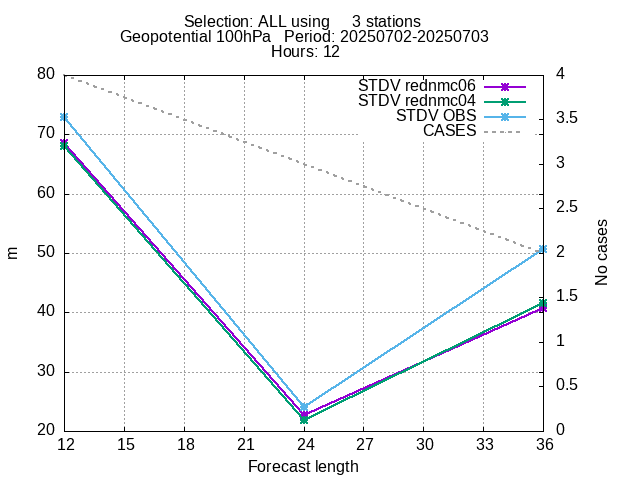 Selection: ALL using     3 stations
Geopotential 100hPa   Period: 20250702-20250703
Hours: 12
STDV rednmc06
STDV rednmc04
STDV OBS
CASES
80
70
60
50
40
30
20
m
4
3.5
3
2.5
2
1.5
1
0.5
0
No cases
12 15 18 21 24 27 30 33 36
Forecast length